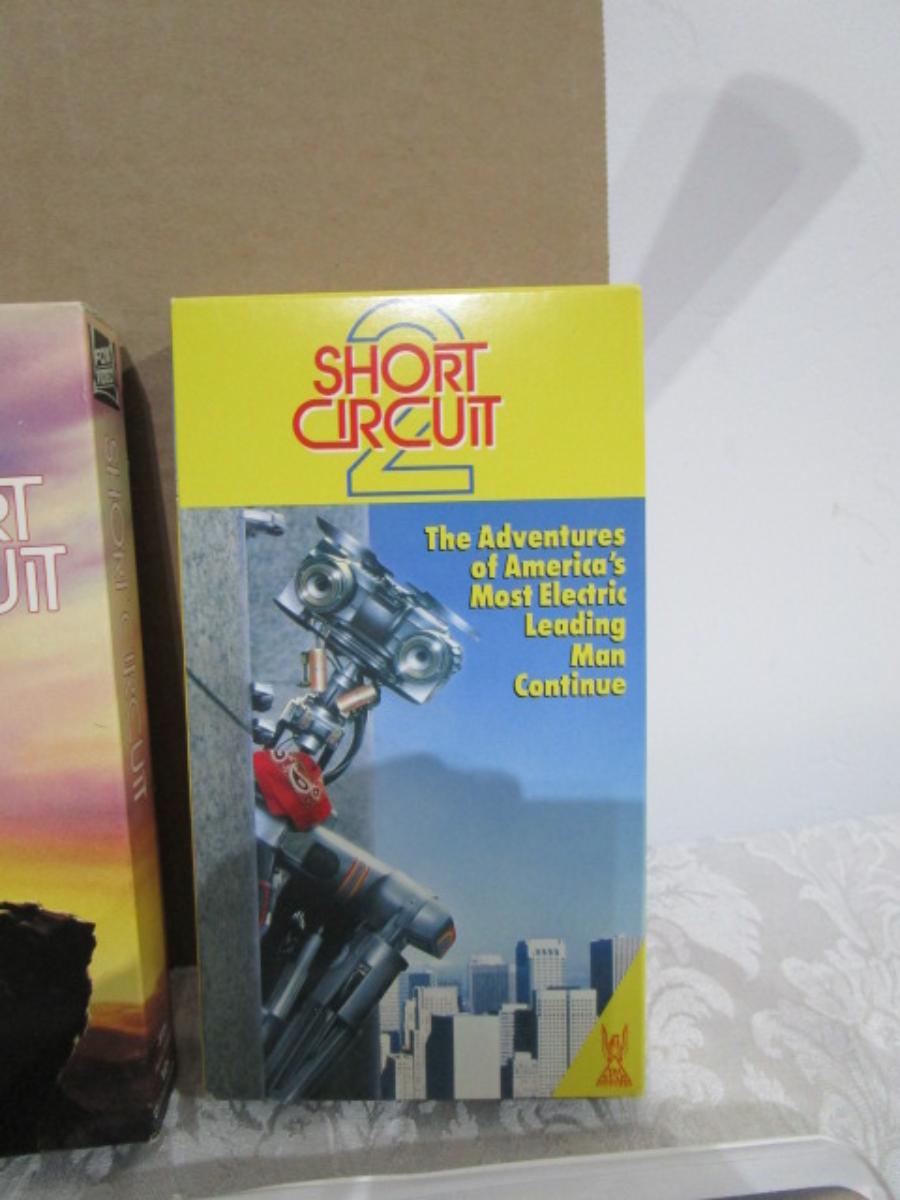 RT
UIT
SHORT CIRCUIT
2
SHORT
CIRCUIT
The Adventures
of America's
Most Electric
Leading
Man
Continue